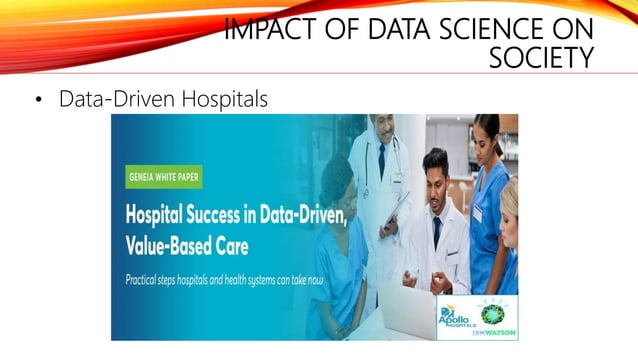 IMPACT OF DATA SCIENCE ON
SOCIETY
• Data-Driven Hospitals
GENEIA WHITE PAPER
Hospital Success in Data-Driven,
Value-Based Care
Practical steps hospitals and health systems can take now
Apollo
HOSPITALS
IBM WATSON